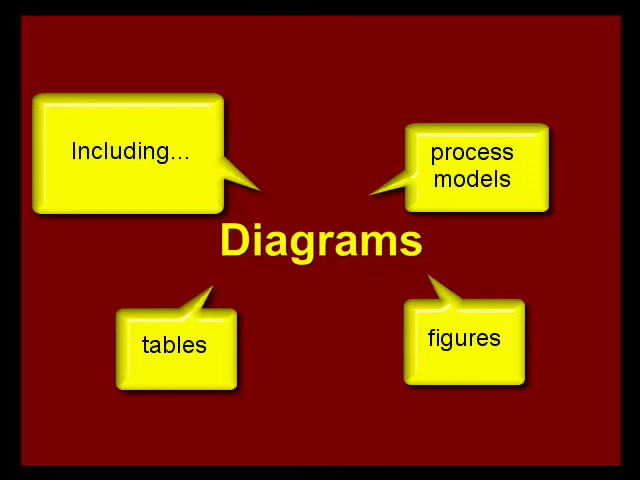 Including...
process
models
Diagrams
tables
figures